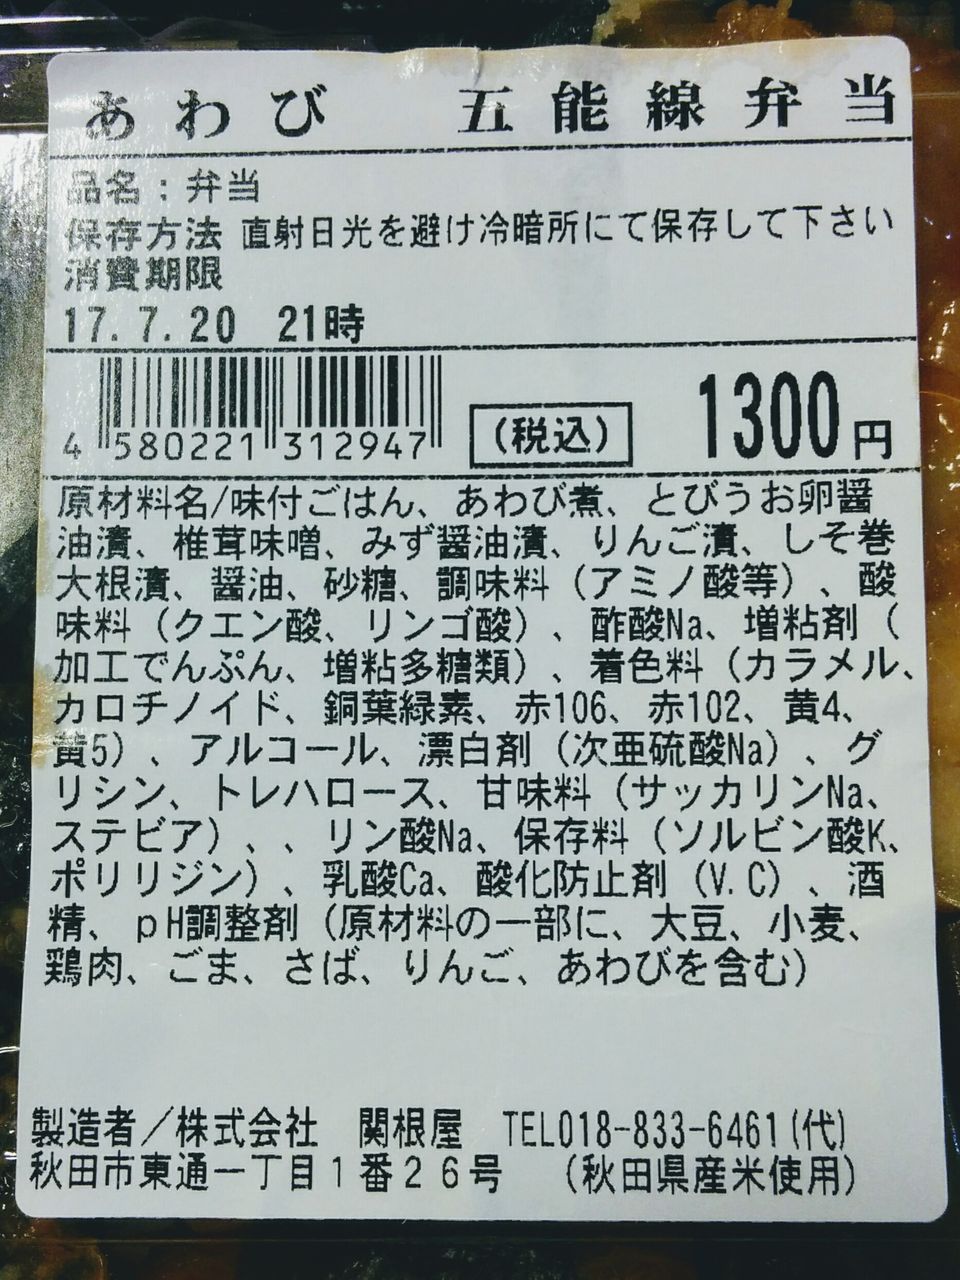 あわび　五能線弁当
品名：弁当
保存方法 直射日光を避け冷暗所にて保存して下さい
消費期限
17.7.20　21時
4 580221 312947
(税込) 1300円
原材料名/味付ごはん、あわび煮、とびうお卵醤
油漬、椎茸味噌、みず醤油漬、りんご漬、しそ巻
大根漬、醤油、砂糖、調味料（アミノ酸等）、酸
味料（クエン酸、リンゴ酸）、酢酸Na、増粘剤（
加工でんぷん、増粘多糖類）、着色料（カラメル、
カロチノイド、銅葉緑素、赤106、赤102、黄4、
黄5）、アルコール、漂白剤（次亜硫酸Na）、グ
リシン、トレハロース、甘味料（サッカリンNa、
ステビア）、、リン酸Na、保存料（ソルビン酸K、
ポリリジン）、乳酸Ca、酸化防止剤（V.C）、酒
精、pH調整剤（原材料の一部に、大豆、小麦、
鶏肉、ごま、さば、りんご、あわびを含む）
製造者／株式会社　関根屋　TEL018-833-6461(代)
秋田市東通一丁目１番２６号　（秋田県産米使用）